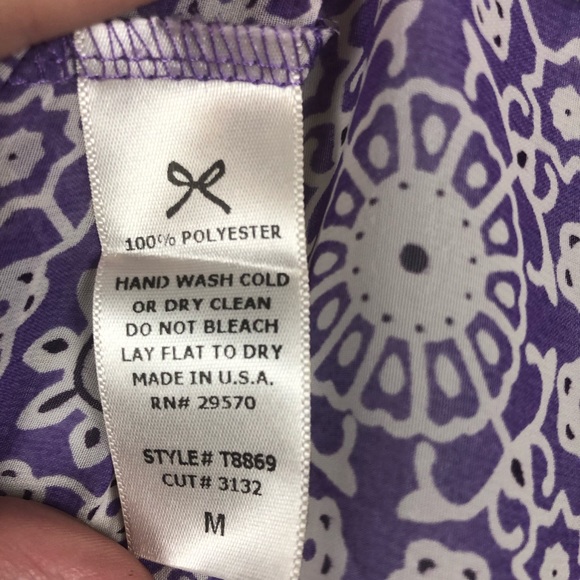 100% POLYESTER
HAND WASH COLD
OR DRY CLEAN
DO NOT BLEACH
LAY FLAT TO DRY
MADE IN U.S.A.
RN# 29570
STYLE# T8869
CUT# 3132
M